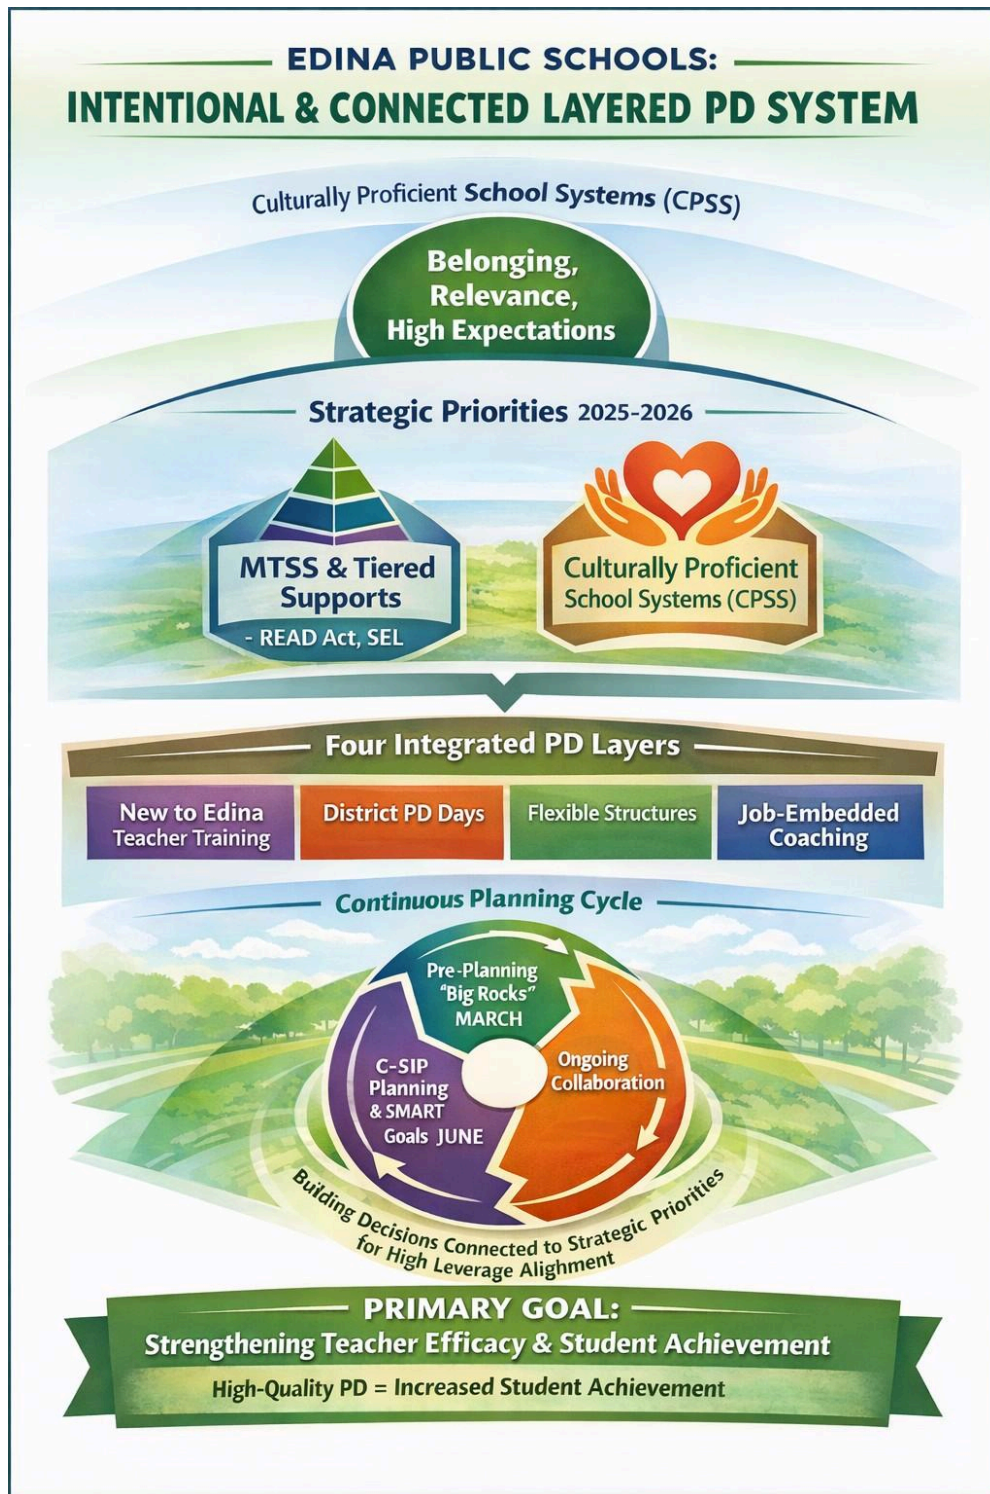 EDINA PUBLIC SCHOOLS:
INTENTIONAL & CONNECTED LAYERED PD SYSTEM
Culturally Proficient School Systems (CPSS)
Belonging,
Relevance,
High Expectations
Strategic Priorities 2025-2026
MTSS & Tiered
Supports
- READ Act, SEL
Culturally Proficient
School Systems (CPSS)
Four Integrated PD Layers
New to Edina
Teacher Training
District PD Days
Flexible Structures
Job-Embedded
Coaching
Continuous Planning Cycle
Pre-Planning
"Big Rocks"
MARCH
Ongoing
Collaboration
C-SIP
Planning
& SMART
Goals JUNE
Building Decisions Connected to Strategic Priorities
for High Leverage Alighment
PRIMARY GOAL:
Strengthening Teacher Efficacy & Student Achievement
High-Quality PD = Increased Student Achievement